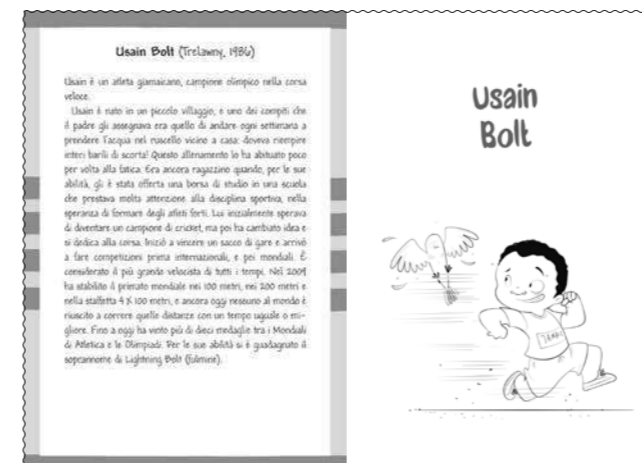 Usain Bolt (Trelawny, 1986)
Usain è un atleta giamaicano, campione olimpico nella corsa
veloce.
Usain è nato in un piccolo villaggio, e uno dei compiti che
il padre gli assegnava era quello di andare ogni settimana a
prendere l'acqua nel ruscello vicino a casa: doveva riempire
interi barili di scorta! Questo allenamento lo ha abituato poco
per volta alla fatica. Era ancora ragazzino quando, per le sue
abilità, gli è stata offerta una borsa di studio in una scuola
che prestava molta attenzione alla disciplina sportiva, nella
speranza di formare degli atleti forti. Lui inizialmente sperava
di diventare un campione di cricket, ma poi ha cambiato idea e
si dedica alla corsa. Iniziò a vincere un sacco di gare e arrivò
a fare competizioni prima internazionali, e poi mondiali. È
considerato il più grande velocista di tutti i tempi. Nel 2009
ha stabilito il primato mondiale nei 100 metri, nei 200 metri e
nella staffetta 4 X 100 metri, e ancora oggi nessuno al mondo è
riuscito a correre quelle distanze con un tempo uguale o mi-
gliore. Fino a oggi ha vinto più di dieci medaglie tra i Mondiali
di Atletica e le Olimpiadi. Per le sue abilità si è guadagnato il
soprannome di Lightning Bolt (fulmine).
Usain
Bolt